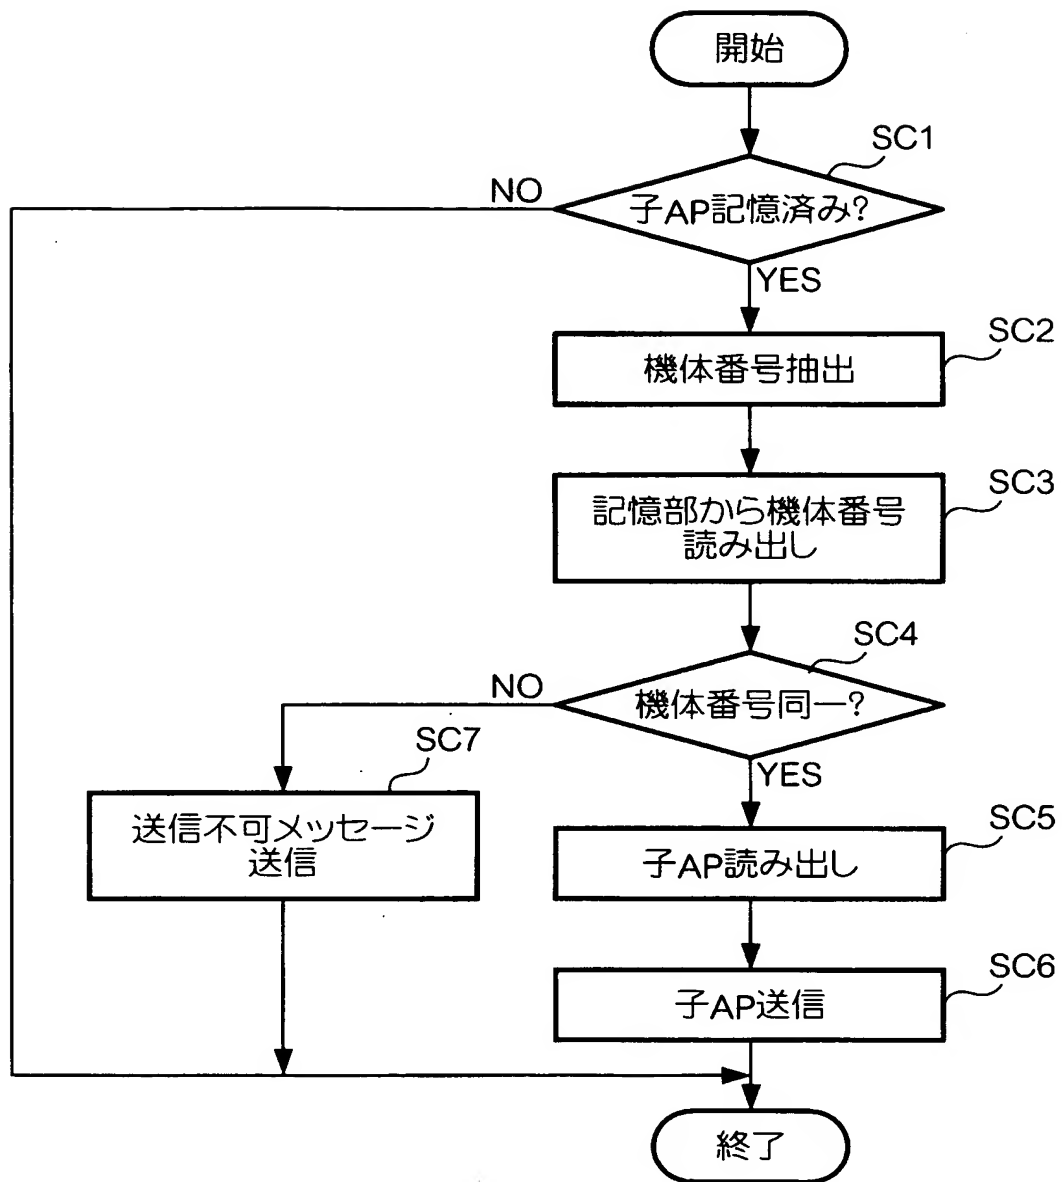 開始
SC1
NO
子AP記憶済み?
YES
SC2
機体番号抽出
SC3
記憶部から機体番号
読み出し
SC4
NO
機体番号同一?
SC7
YES
送信不可メッセージ
送信
SC5
子AP読み出し
SC6
子AP送信
終了